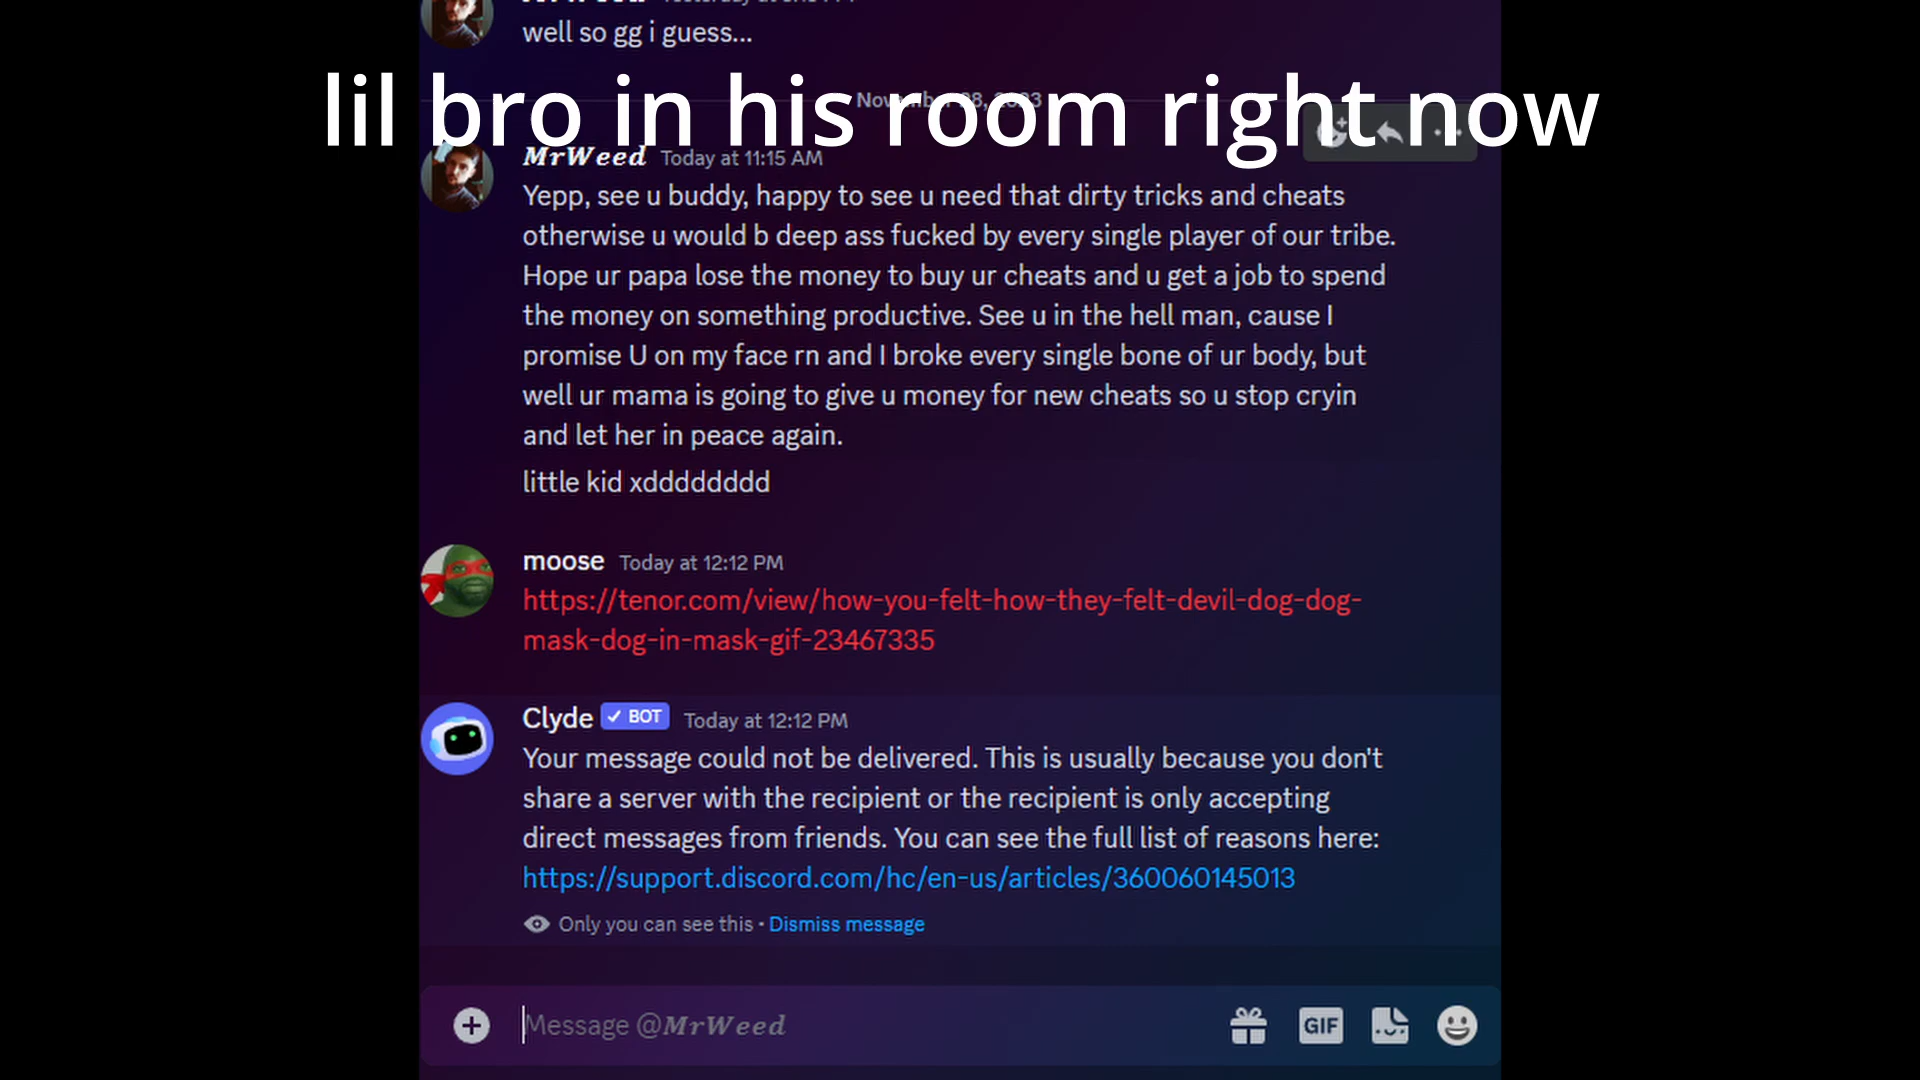 well so gg i guess...
lil bro in his room right now
MrWeed Today at 11:15 AM
Yepp, see u buddy, happy to see u need that dirty tricks and cheats
otherwise u would b deep ass fucked by every single player of our tribe.
Hope ur papa lose the money to buy ur cheats and u get a job to spend
the money on something productive. See u in the hell man, cause I
promise U on my face rn and I broke every single bone of ur body, but
well ur mama is going to give u money for new cheats so u stop cryin
and let her in peace again.
little kid xdddddddd
moose Today at 12:12 PM
https://tenor.com/view/how-you-felt-how-they-felt-devil-dog-dog-
mask-dog-in-mask-gif-23467335
Clyde ✓ BOT Today at 12:12 PM
Your message could not be delivered. This is usually because you don't
share a server with the recipient or the recipient is only accepting
direct messages from friends. You can see the full list of reasons here:
https://support.discord.com/hc/en-us/articles/360060145013
Only you can see this • Dismiss message
Message @MrWeed
GIF